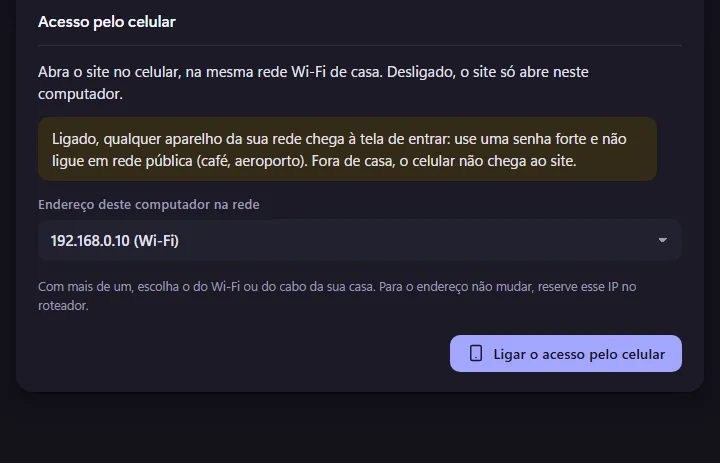 Acesso pelo celular
Abra o site no celular, na mesma rede Wi-Fi de casa. Desligado, o site só abre neste
computador.
Ligado, qualquer aparelho da sua rede chega à tela de entrar: use uma senha forte e não
ligue em rede pública (café, aeroporto). Fora de casa, o celular não chega ao site.
Endereço deste computador na rede
192.168.0.10 (Wi-Fi)
Com mais de um, escolha o do Wi-Fi ou do cabo da sua casa. Para o endereço não mudar, reserve esse IP no
roteador.
Ligar o acesso pelo celular